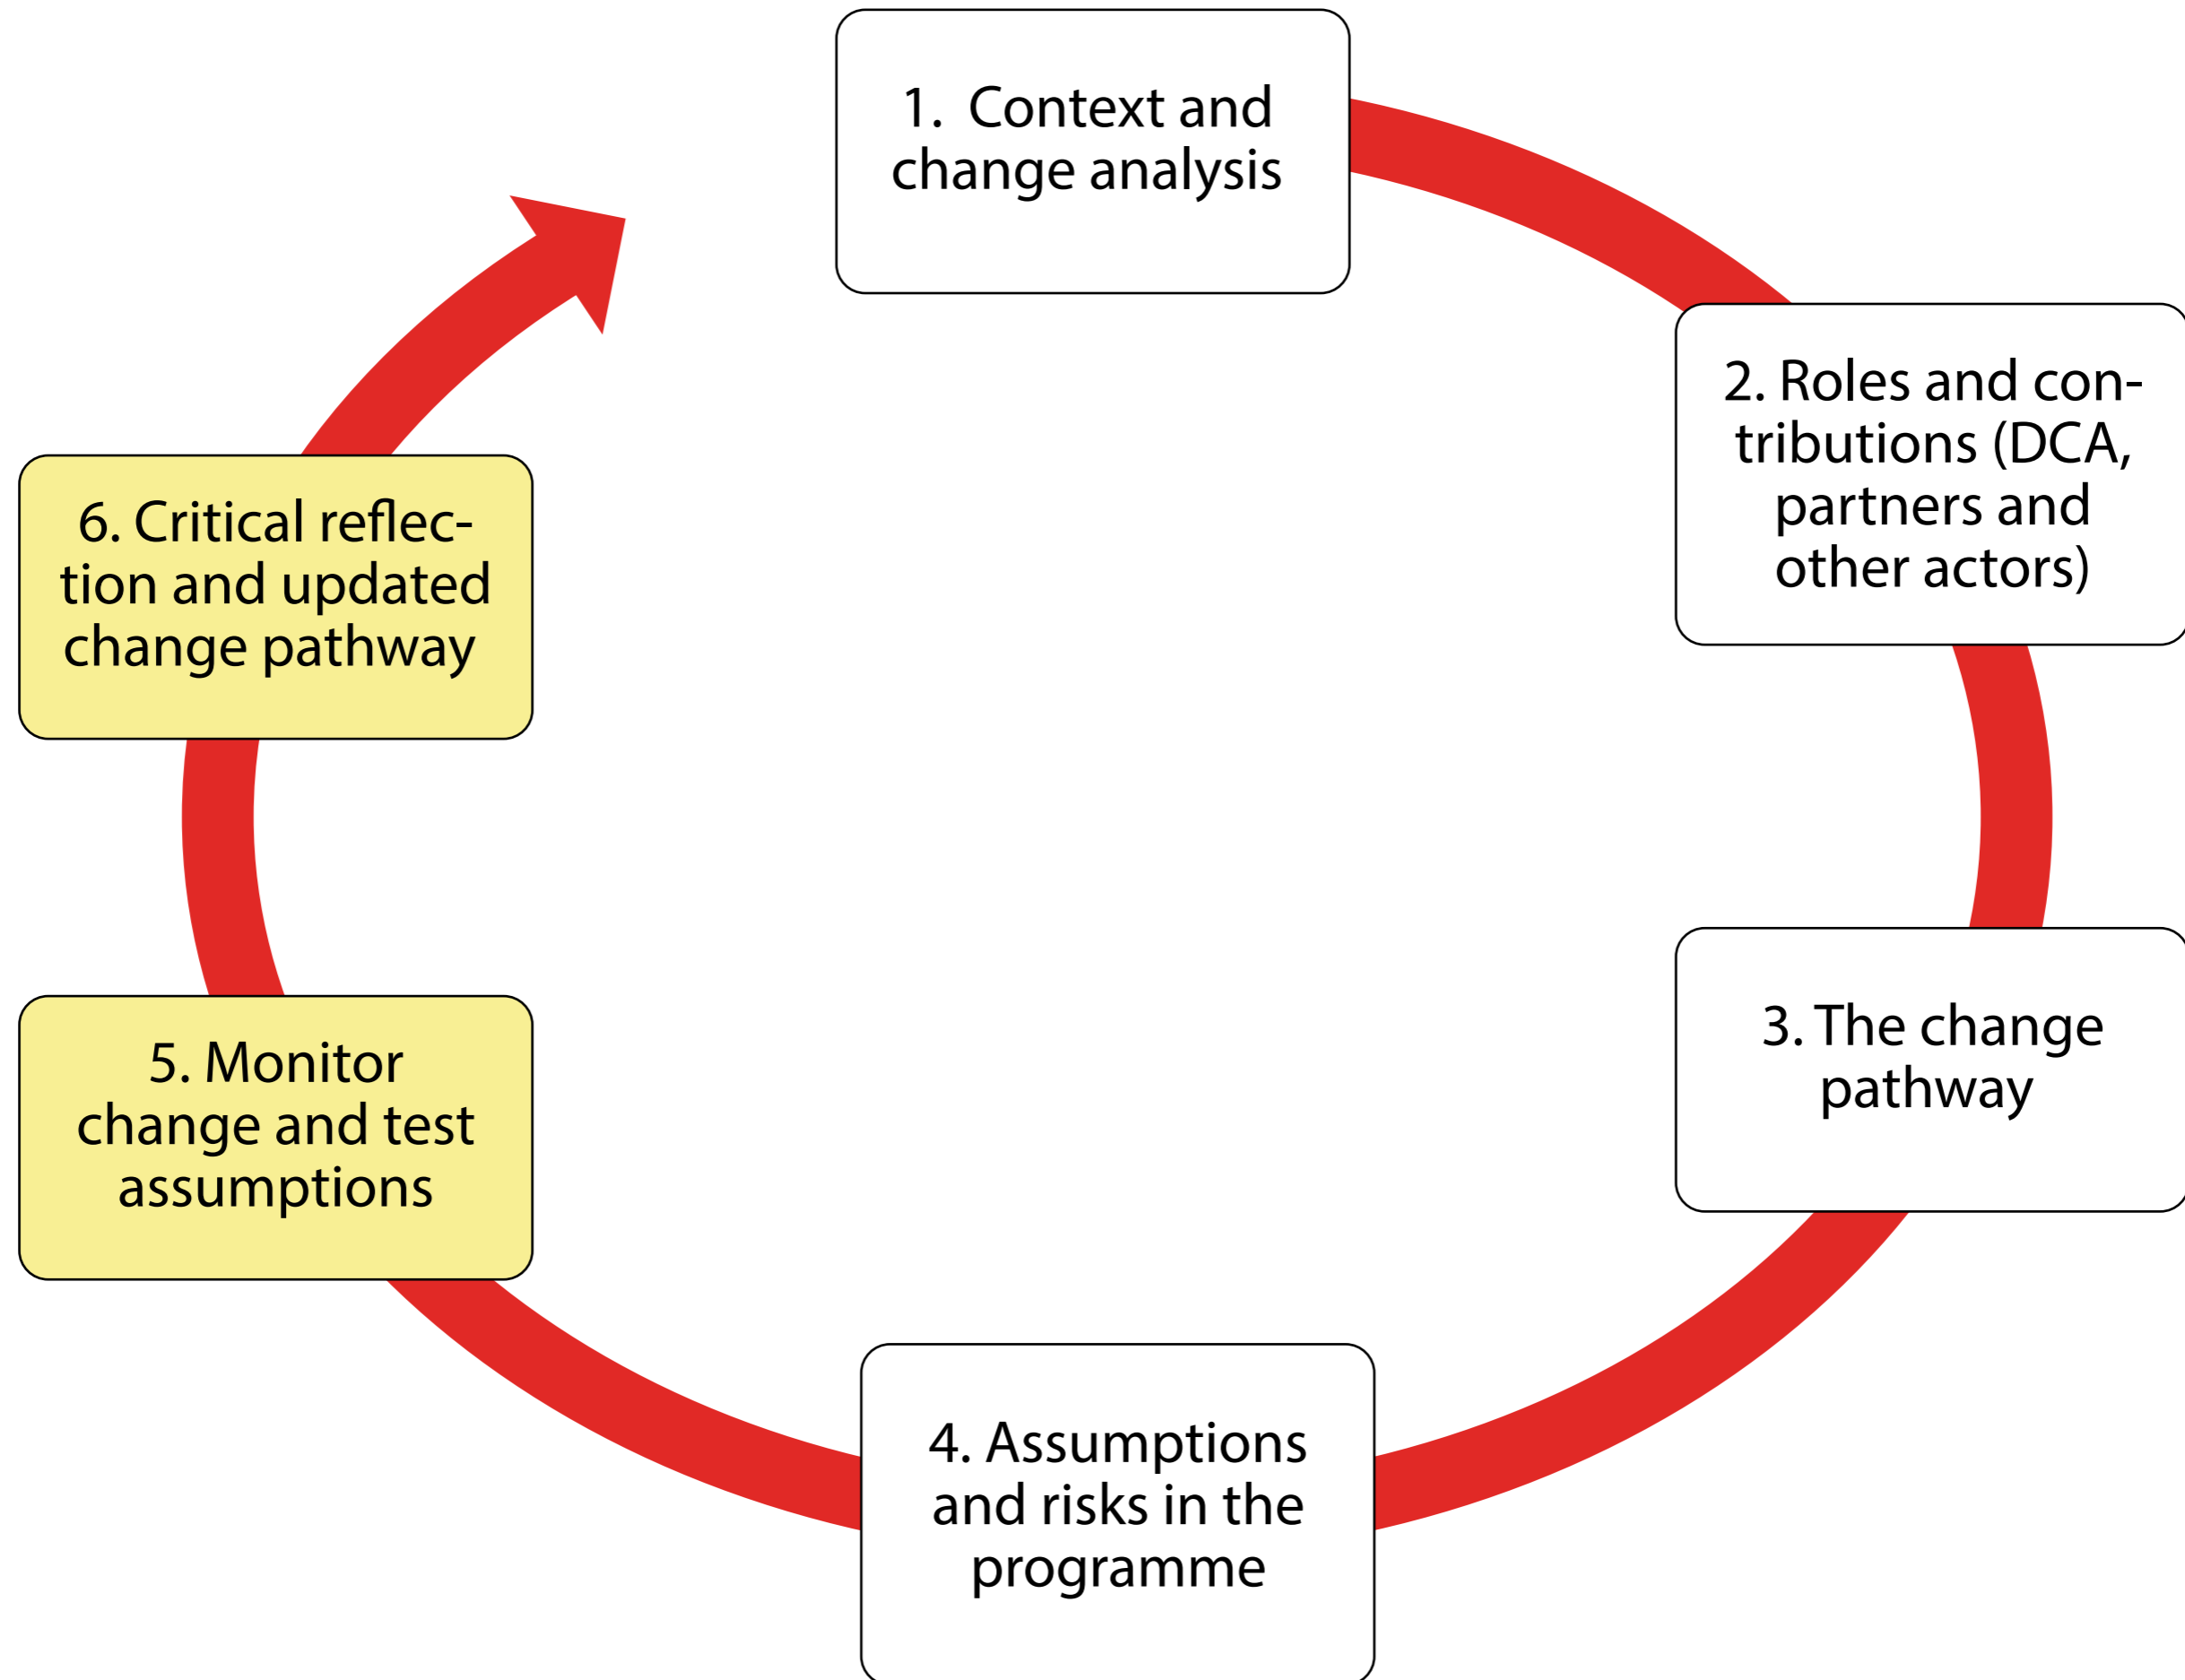 1. Context and
change analysis
2. Roles and con-
tributions (DCA,
partners and
other actors)
3. The change
pathway
4. Assumptions
and risks in the
programme
5. Monitor
change and test
assumptions
6. Critical reflec-
tion and updated
change pathway